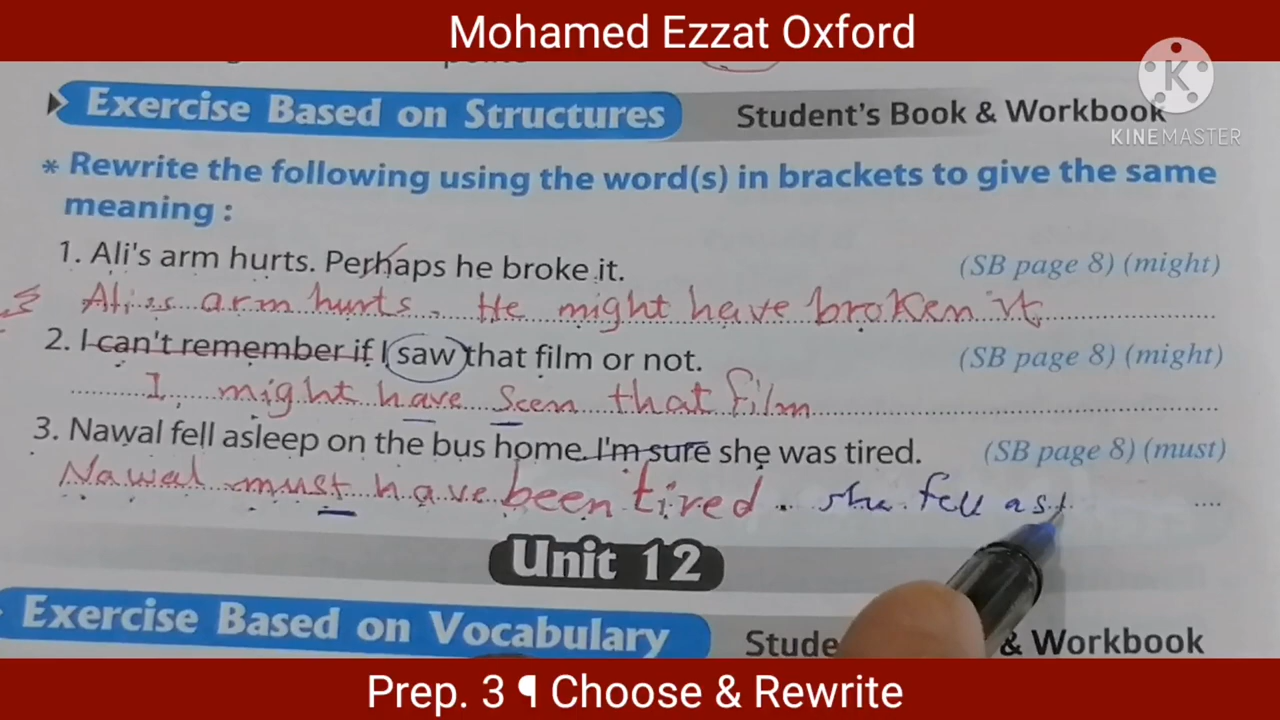 Mohamed Ezzat Oxford
Exercise Based on Structures Student's Book & Workbook
KINEMASTER
* Rewrite the following using the word(s) in brackets to give the same
meaning :
1. Ali's arm hurts. Perhaps he broke it. (SB page 8) (might)
Ali's arm hurts. He might have broken it.
2. I can't remember if I saw that film or not. (SB page 8) (might)
I might have seen that film
3. Nawal fell asleep on the bus home. I'm sure she was tired. (SB page 8) (must)
Nawal must have been tired. she fell asl
Unit 12
Exercise Based on Vocabulary Stude & Workbook
Prep. 3 ¶ Choose & Rewrite